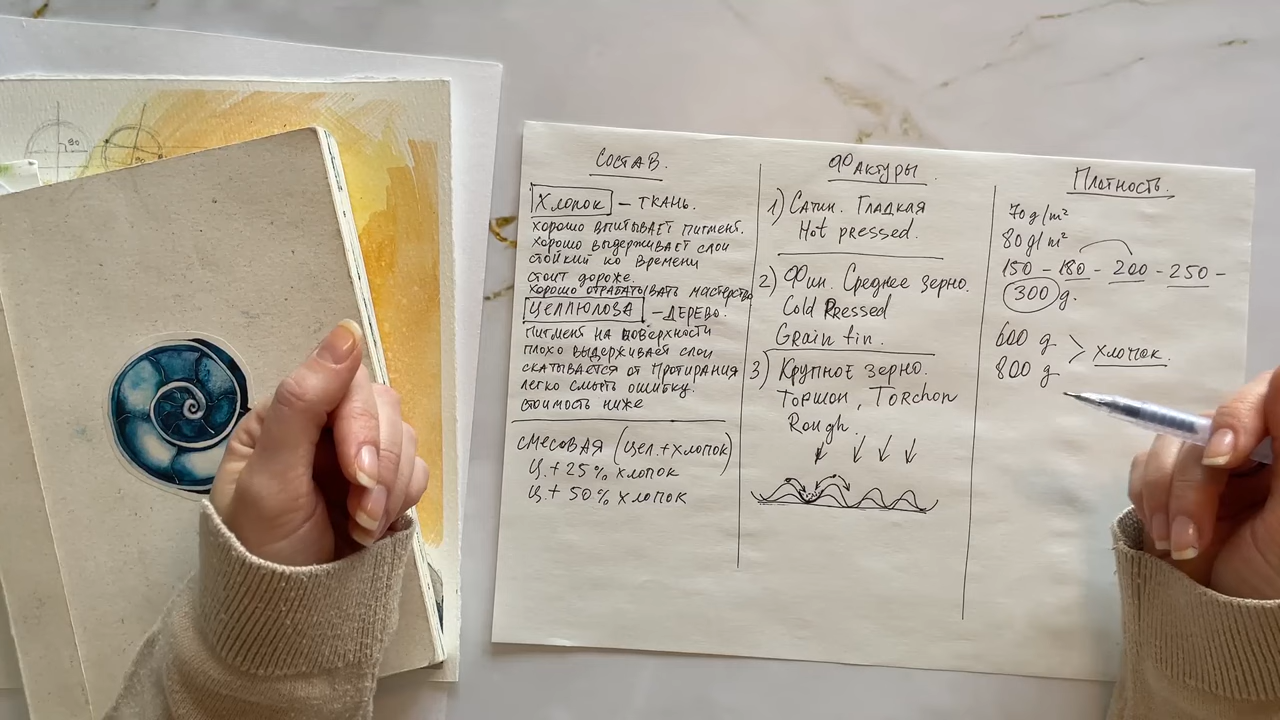 80
80
Состав.
Хлопок — ткань.
хорошо впитывает пигмент.
хорошо выдерживает слои
стойкий ко времени
стоит дороже.
хорошо отрабатывать мастерство
Целлюлоза — дерево.
пигмент на поверхности
плохо выдерживает слои
скатывается от протирания
легко смыть ошибку.
стоимость ниже
смесовая (цел.+хлопок)
ц.+ 25% хлопок
ц.+ 50% хлопок
Фактуры.
1) Сатин. Гладкая
Hot pressed.
2) Фин. Среднее зерно.
Cold Pressed
Grain fin.
3) Крупное зерно.
Торшон, Torchon
Rough
Плотность.
70 g/m²
80 g/m²
150 – 180 – 200 – 250 –
300 g.
600 g
800 g > хлопок.